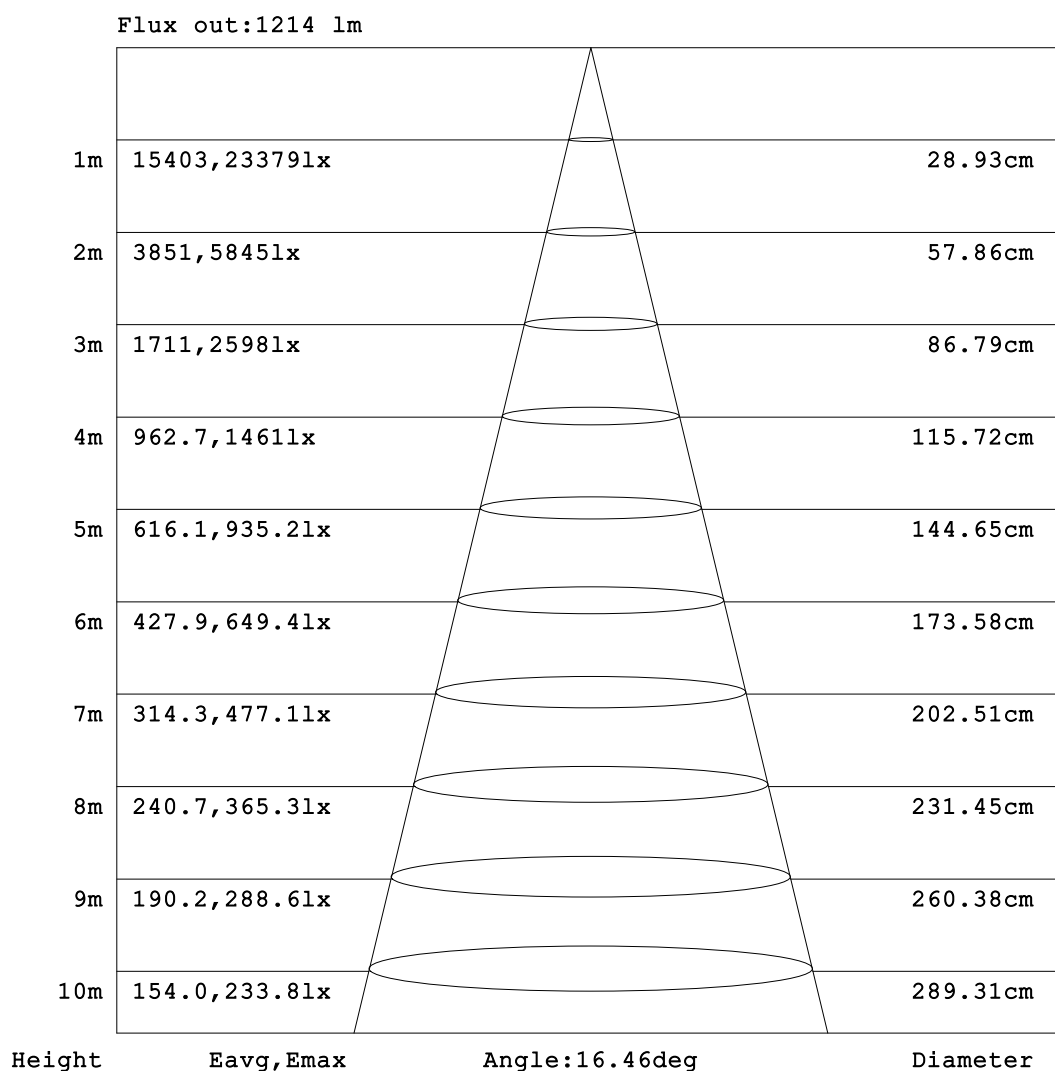 Flux out:1214 lm
1m 15403,23379lx 28.93cm
2m 3851,5845lx 57.86cm
3m 1711,2598lx 86.79cm
4m 962.7,1461lx 115.72cm
5m 616.1,935.2lx 144.65cm
6m 427.9,649.4lx 173.58cm
7m 314.3,477.1lx 202.51cm
8m 240.7,365.3lx 231.45cm
9m 190.2,288.6lx 260.38cm
10m 154.0,233.8lx 289.31cm
Height Eavg,Emax Angle:16.46deg Diameter